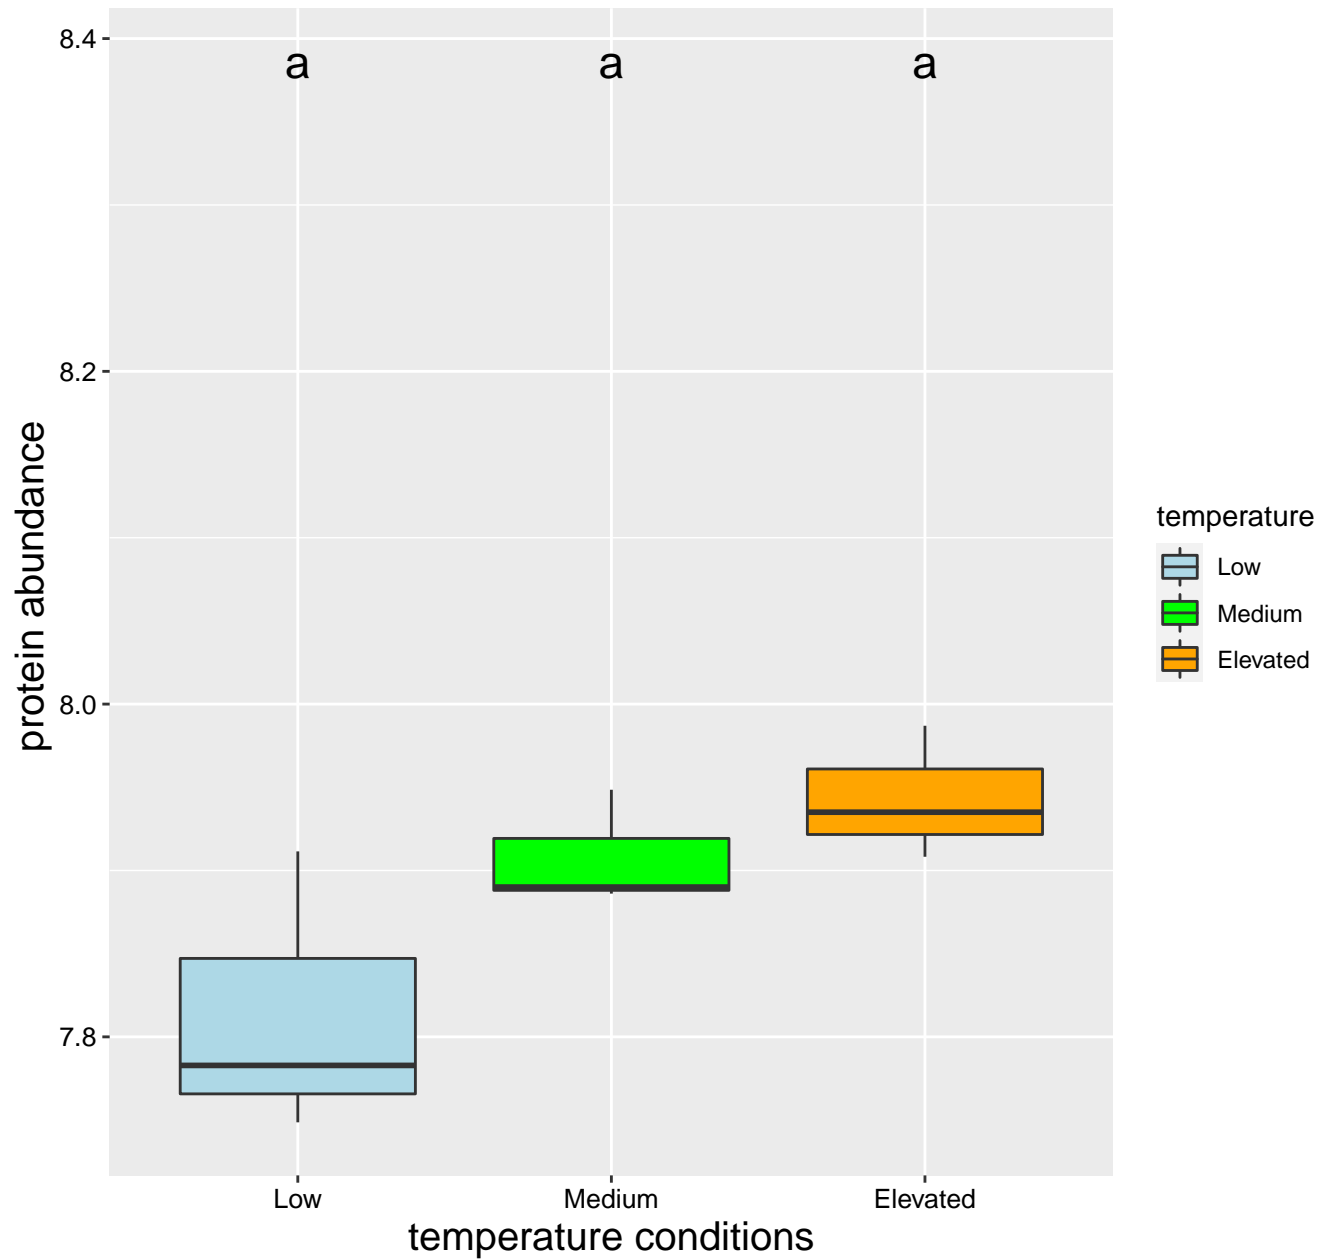 8.4
a a a
8.2
8.0
7.8
protein abundance
Low Medium Elevated
temperature conditions
temperature
Low
Medium
Elevated